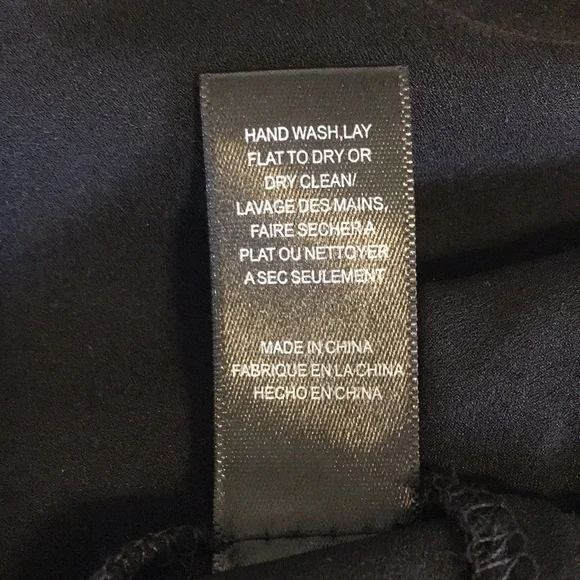 HAND WASH,LAY
FLAT TO DRY OR
DRY CLEAN/
LAVAGE DES MAINS,
FAIRE SECHER A
PLAT OU NETTOYER
A SEC SEULEMENT
MADE IN CHINA
FABRIQUE EN LA CHINA
HECHO EN CHINA